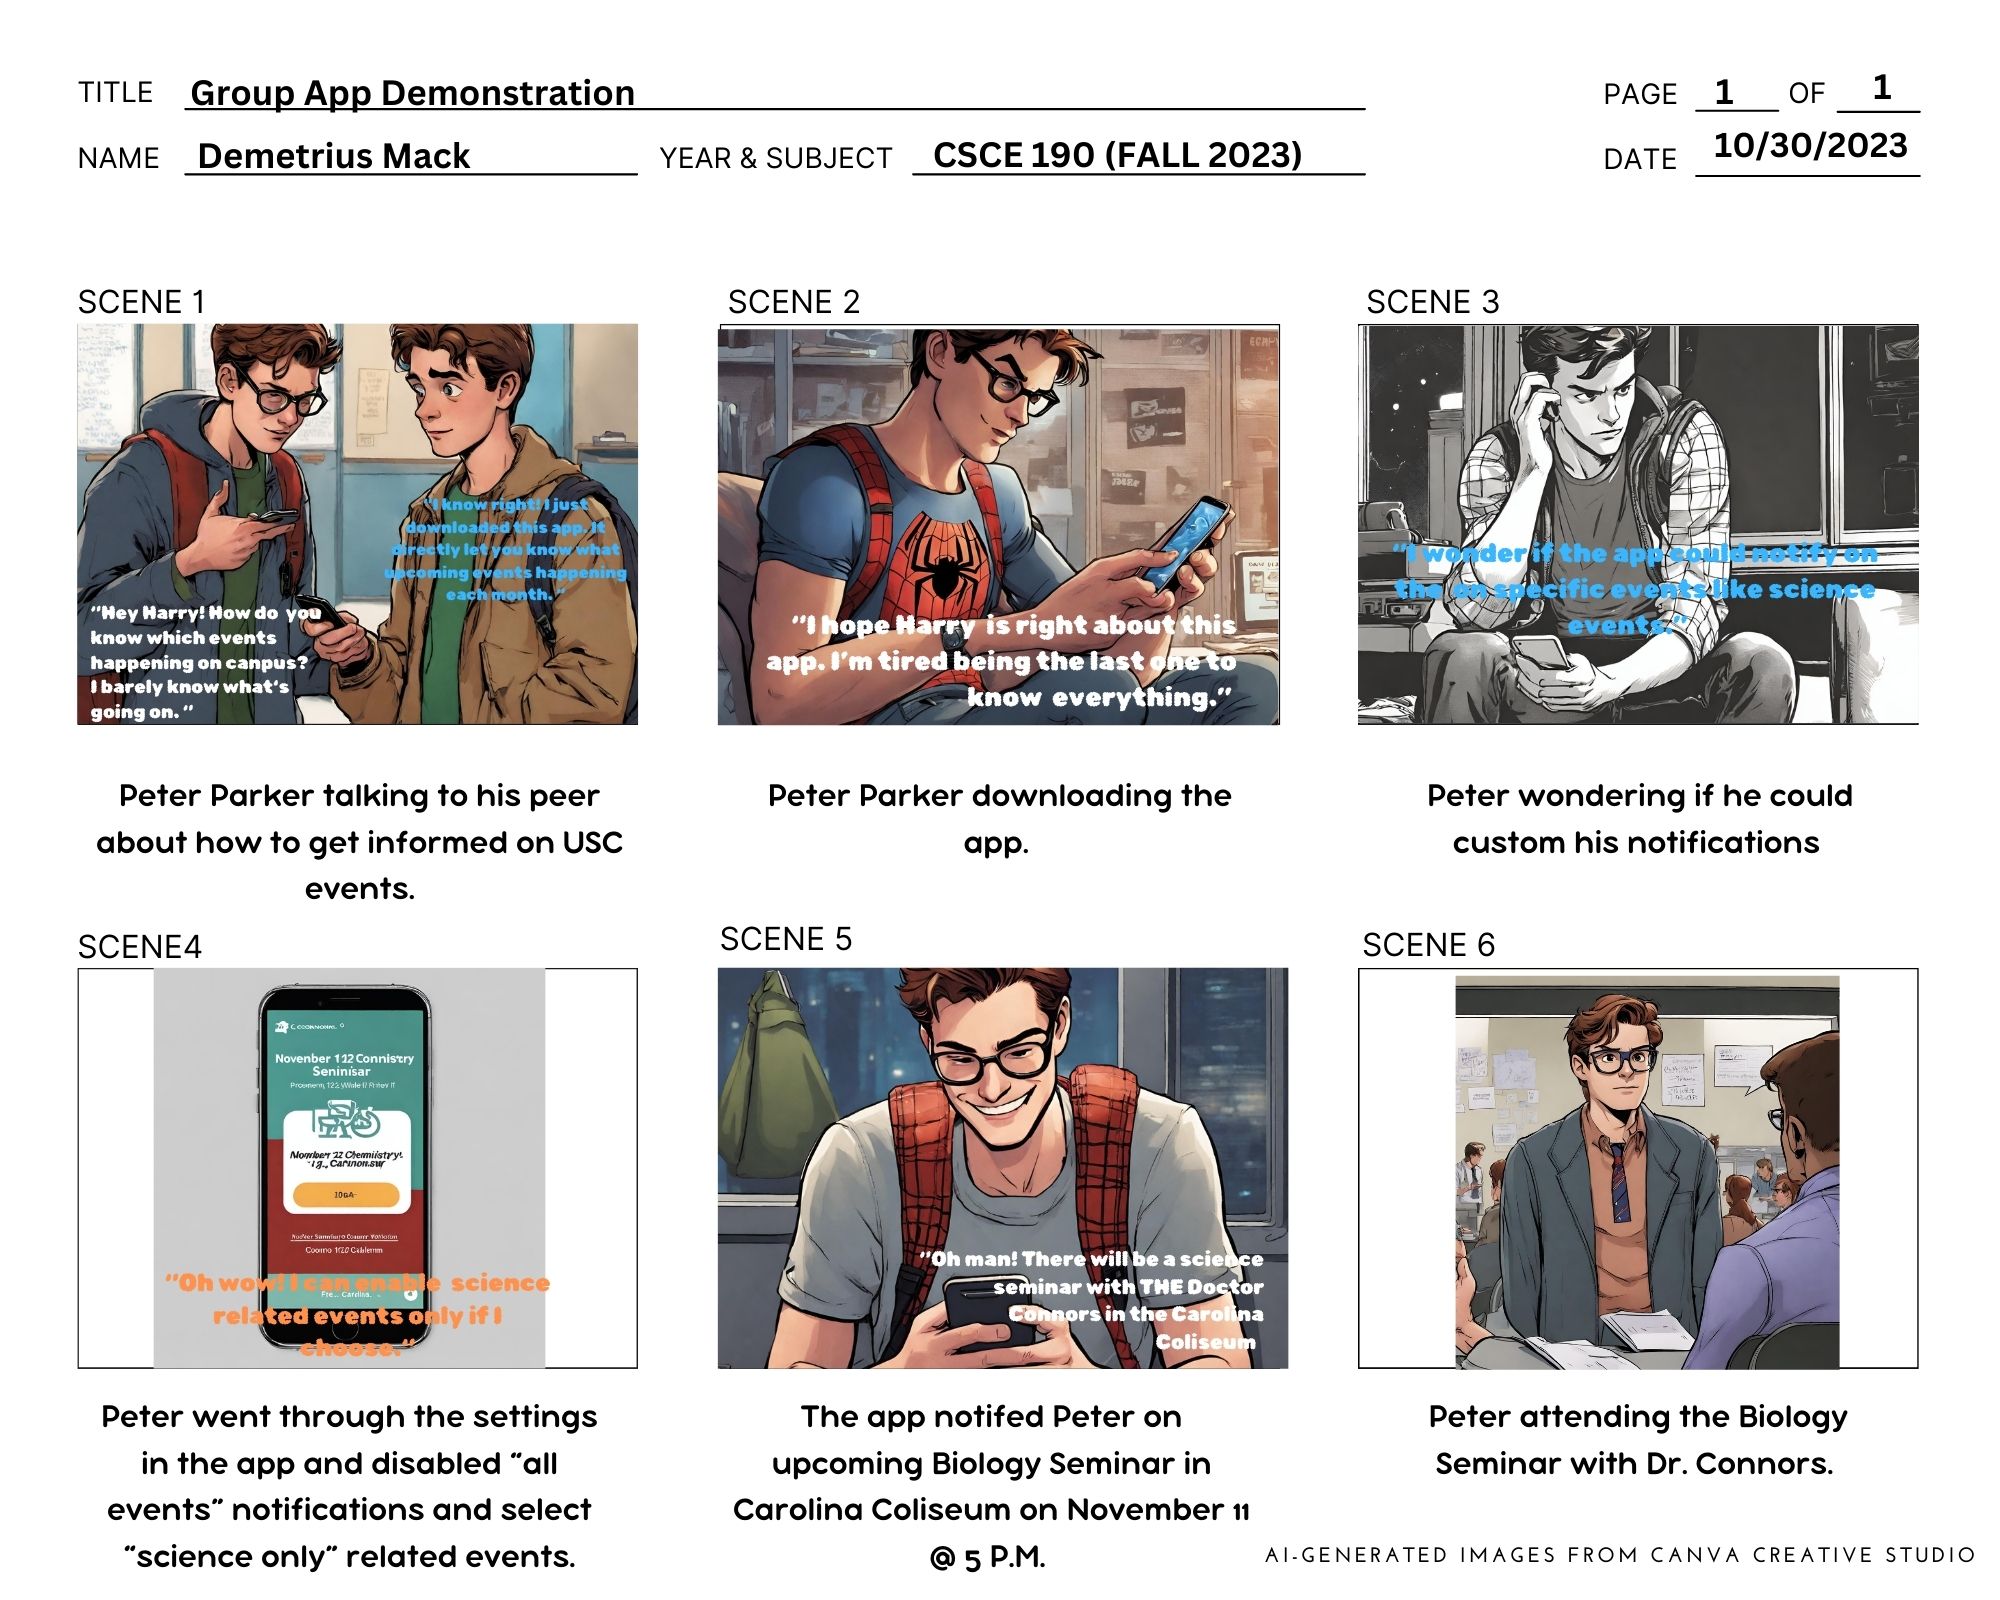 TITLE Group App Demonstration
PAGE 1 OF 1
NAME Demetrius Mack YEAR & SUBJECT CSCE 190 (FALL 2023)
DATE 10/30/2023
SCENE 1
"I know right! I just
downloaded this app. It
directly let you know what
upcoming events happening
each month."
"Hey Harry! How do you
know which events
happening on canpus?
I barely know what's
going on."
Peter Parker talking to his peer
about how to get informed on USC
events.
SCENE 2
"I hope Harry is right about this
app. I'm tired being the last one to
know everything."
Peter Parker downloading the
app.
SCENE 3
"I wonder if the app could notify on
the on specific events like science
events."
Peter wondering if he could
custom his notifications
SCENE4
November 112 Connistry
Seninisar
"Oh wow! I can enable science
related events only if I
choose."
Peter went through the settings
in the app and disabled "all
events" notifications and select
"science only" related events.
SCENE 5
"Oh man! There will be a science
seminar with THE Doctor
Connors in the Carolina
Coliseum
The app notifed Peter on
upcoming Biology Seminar in
Carolina Coliseum on November 11
@ 5 P.M.
SCENE 6
Peter attending the Biology
Seminar with Dr. Connors.
AI-GENERATED IMAGES FROM CANVA CREATIVE STUDIO